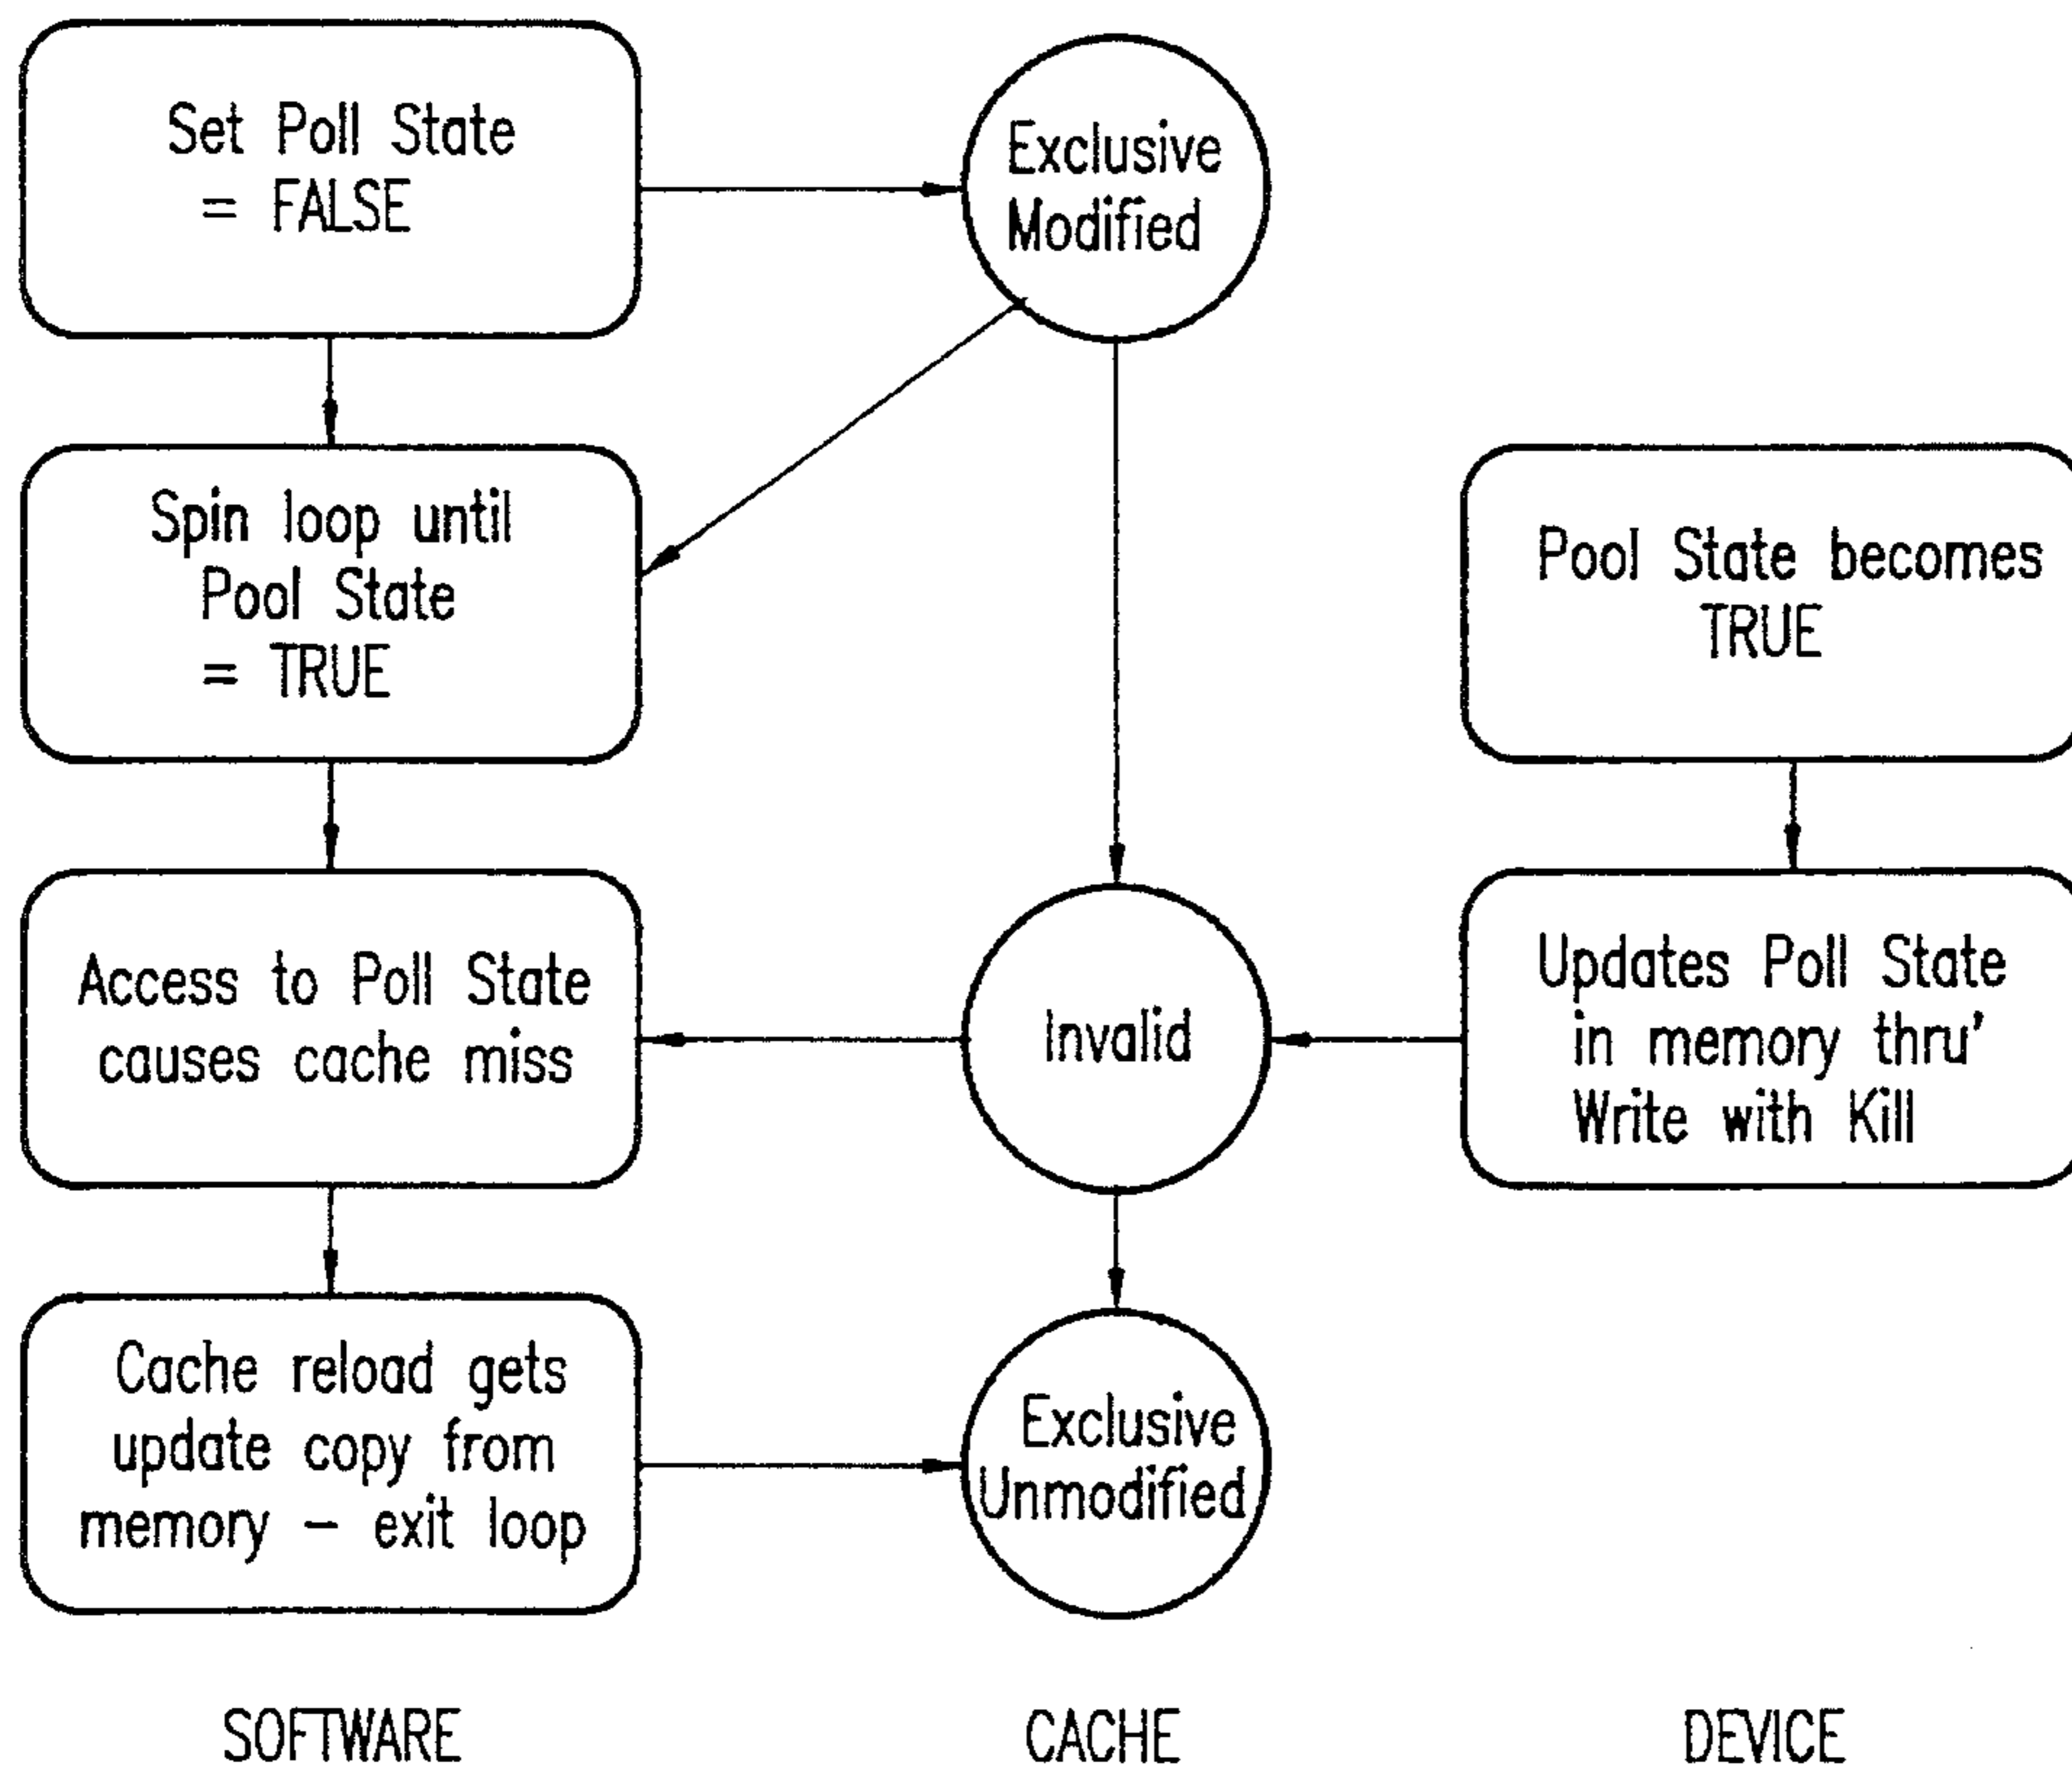 Set Poll State
= FALSE
Exclusive
Modified
Spin loop until
Pool State
= TRUE
Pool State becomes
TRUE
Access to Poll State
causes cache miss
Invalid
Updates Poll State
in memory thru'
Write with Kill
Cache reload gets
update copy from
memory – exit loop
Exclusive
Unmodified
SOFTWARE
CACHE
DEVICE